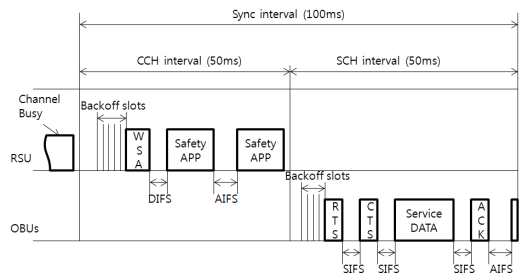 Sync interval (100ms)
CCH interval (50ms)
SCH interval (50ms)
Channel
Busy
Backoff slots
RSU
W
S
A
Safety
APP
Safety
APP
DIFS
AIFS
Backoff slots
OBUs
R
T
S
C
T
S
Service
DATA
A
C
K
SIFS
SIFS
SIFS
AIFS